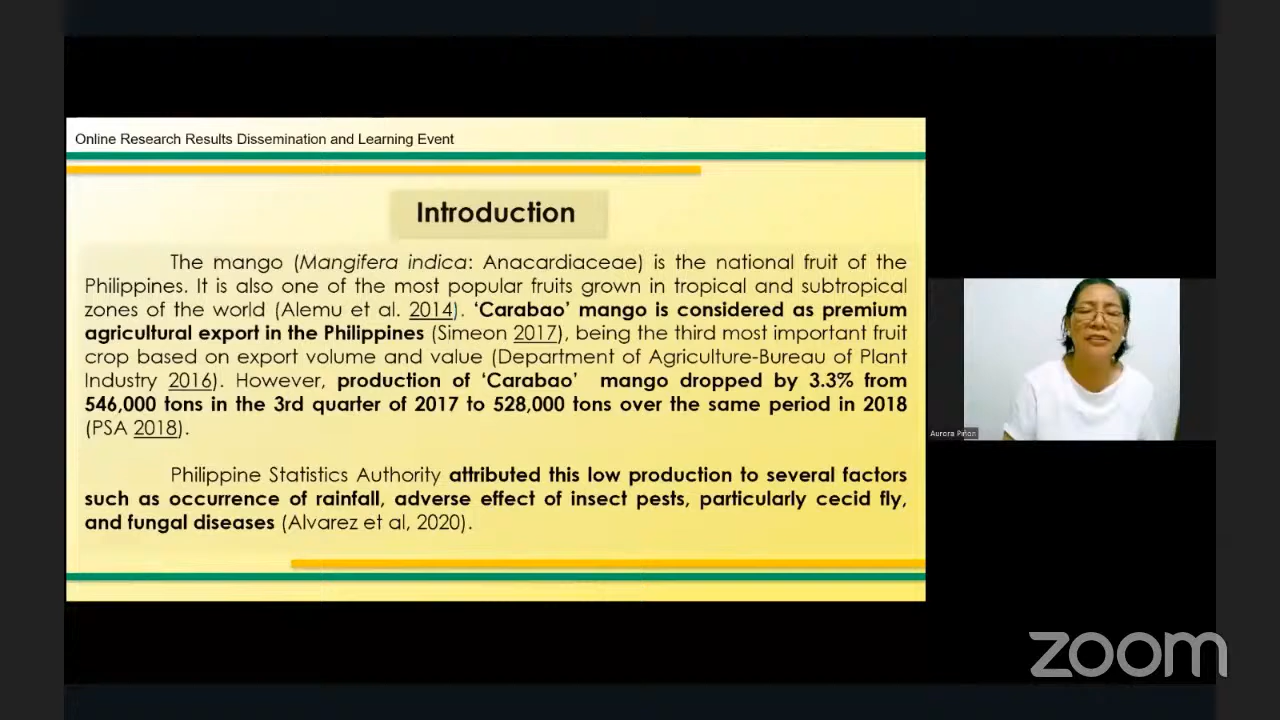 Online Research Results Dissemination and Learning Event
Introduction
The mango (Mangifera indica: Anacardiaceae) is the national fruit of the
Philippines. It is also one of the most popular fruits grown in tropical and subtropical
zones of the world (Alemu et al. 2014). ‘Carabao’ mango is considered as premium
agricultural export in the Philippines (Simeon 2017), being the third most important fruit
crop based on export volume and value (Department of Agriculture-Bureau of Plant
Industry 2016). However, production of ‘Carabao’ mango dropped by 3.3% from
546,000 tons in the 3rd quarter of 2017 to 528,000 tons over the same period in 2018
(PSA 2018).
Philippine Statistics Authority attributed this low production to several factors
such as occurrence of rainfall, adverse effect of insect pests, particularly cecid fly,
and fungal diseases (Alvarez et al, 2020).
Aurora Piñon
zoom